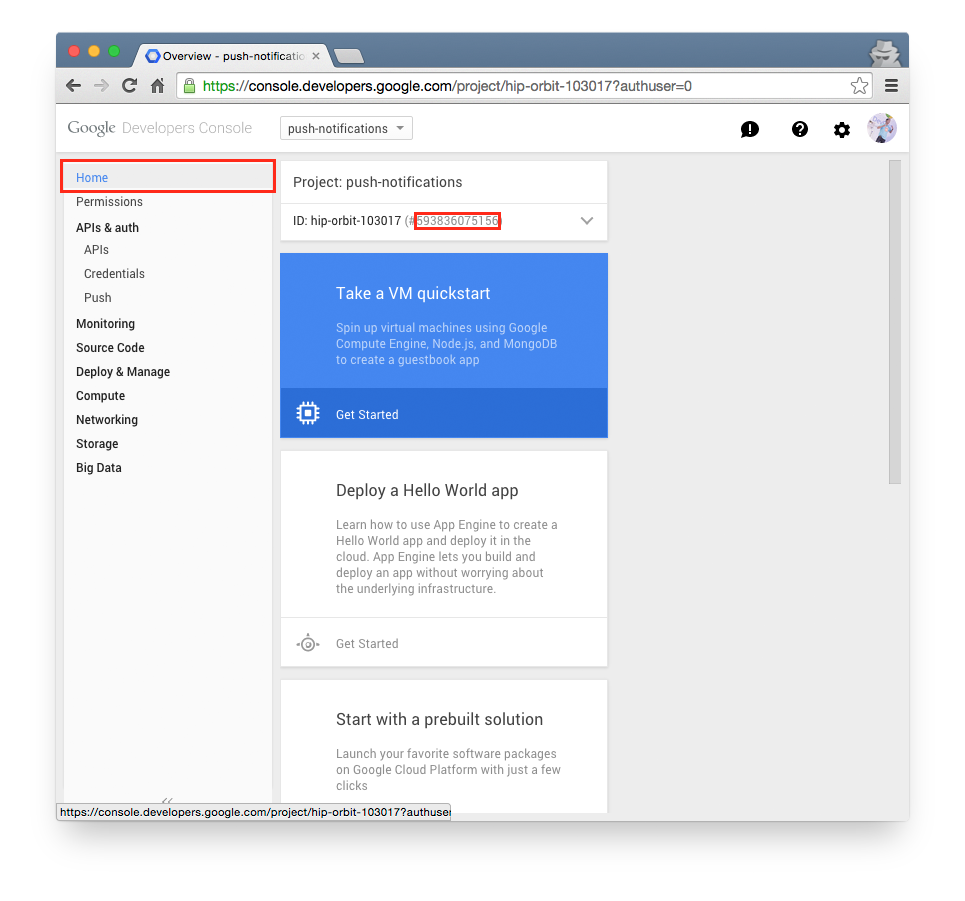 Overview - push-notificatio
https://console.developers.google.com/project/hip-orbit-103017?authuser=0
Google Developers Console
push-notifications
Home
Permissions
APIs & auth
APIs
Credentials
Push
Monitoring
Source Code
Deploy & Manage
Compute
Networking
Storage
Big Data
Project: push-notifications
ID: hip-orbit-103017 (#593836075156)
Take a VM quickstart
Spin up virtual machines using Google
Compute Engine, Node.js, and MongoDB
to create a guestbook app
Get Started
Deploy a Hello World app
Learn how to use App Engine to create a
Hello World app and deploy it in the
cloud. App Engine lets you build and
deploy an app without worrying about
the underlying infrastructure.
Get Started
Start with a prebuilt solution
Launch your favorite software packages
on Google Cloud Platform with just a few
clicks
https://console.developers.google.com/project/hip-orbit-103017?authuser